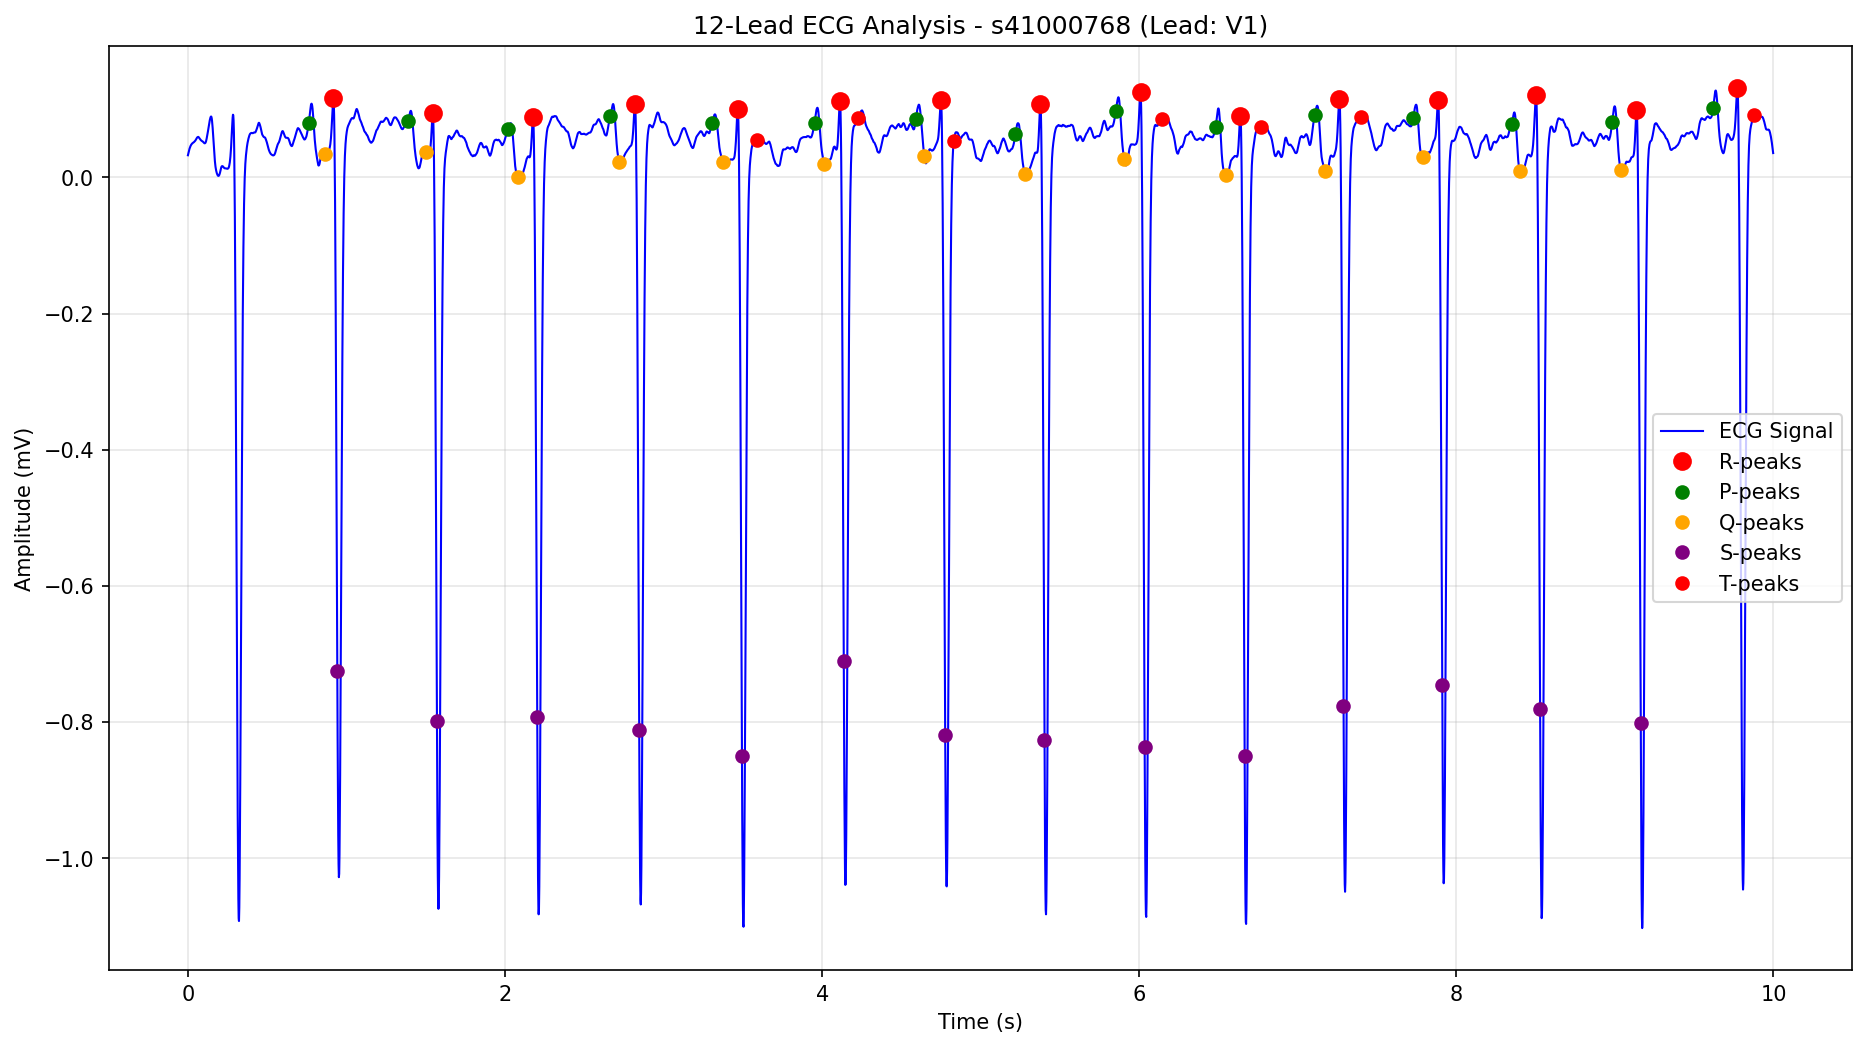 12-Lead ECG Analysis - s41000768 (Lead: V1)
Amplitude (mV)
0.0
−0.2
−0.4
−0.6
−0.8
−1.0
ECG Signal
R-peaks
P-peaks
Q-peaks
S-peaks
T-peaks
0 2 4 6 8 10
Time (s)